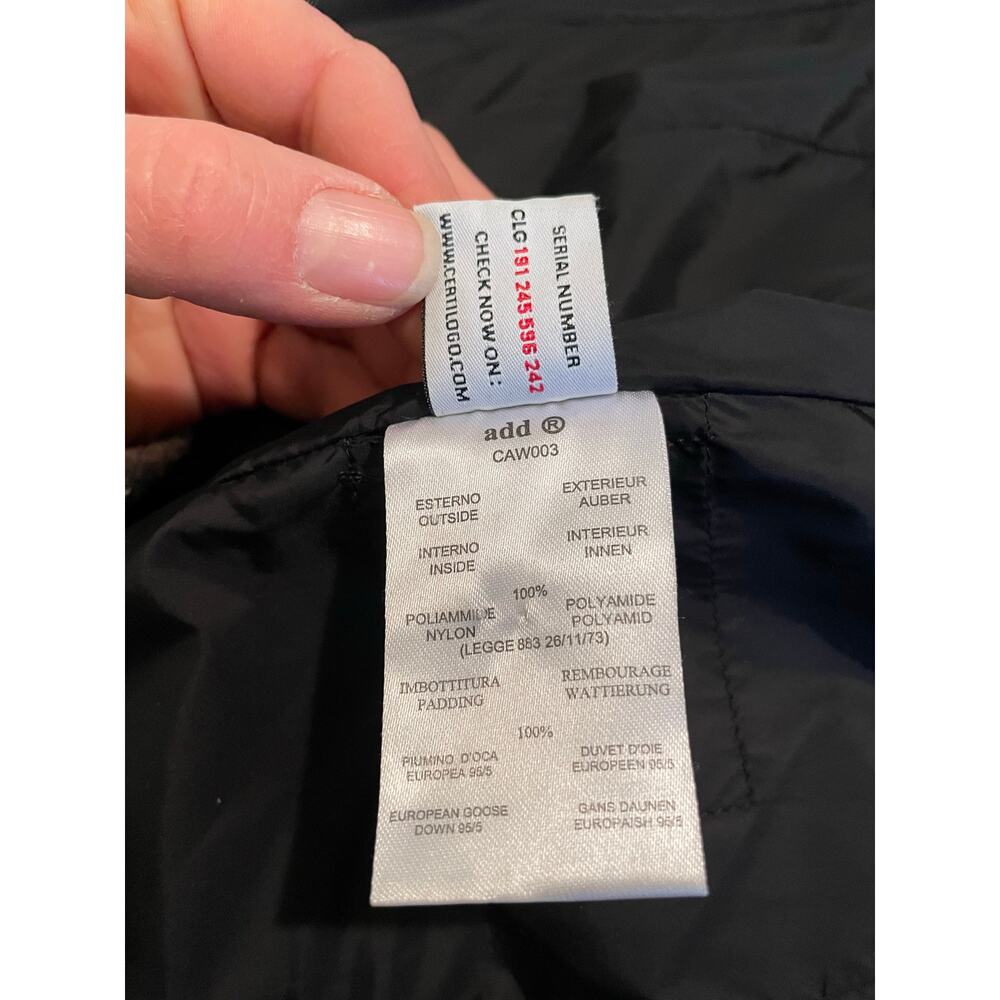 SERIAL NUMBER
CLG 191 245 596 242
CHECK NOW ON:
WWW.CERTILOGO.COM
add ®
CAW003
ESTERNO
OUTSIDE
EXTERIEUR
AUBER
INTERNO
INSIDE
INTERIEUR
INNEN
100%
POLIAMMIDE
NYLON
POLYAMIDE
POLYAMID
(LEGGE 883 26/11/73)
IMBOTTITURA
PADDING
REMBOURAGE
WATTIERUNG
100%
PIUMINO D'OCA
EUROPEA 95/5
DUVET D'OIE
EUROPEEN 95/5
EUROPEAN GOOSE
DOWN 95/5
GANS DAUNEN
EUROPAISH 95/5